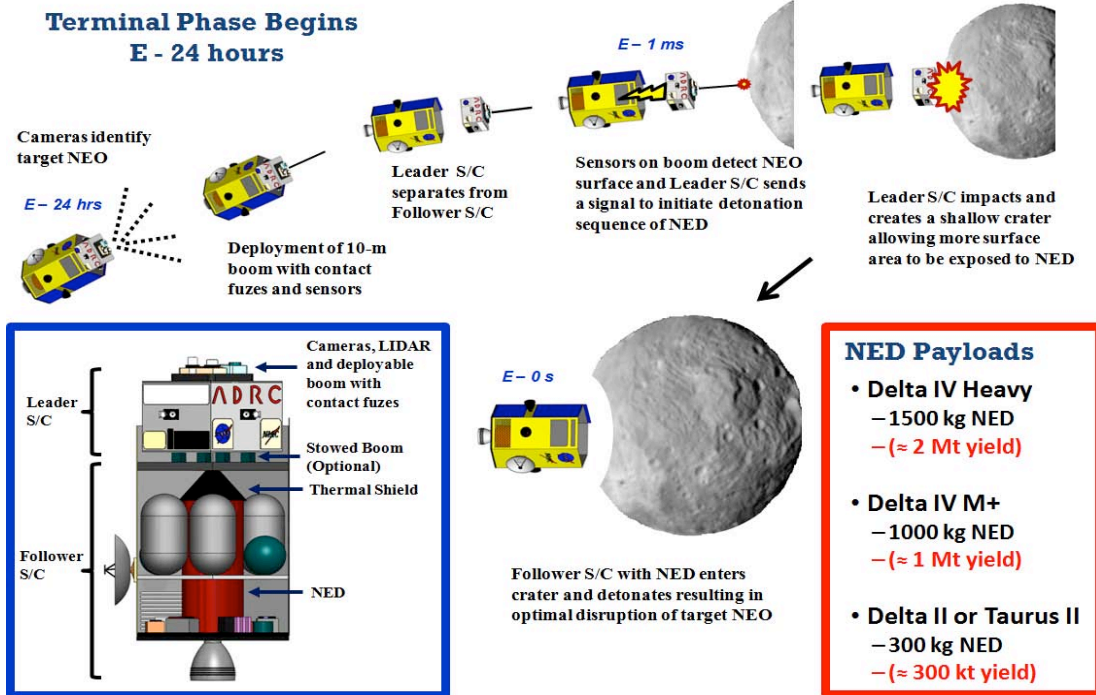 Terminal Phase Begins
E - 24 hours
Cameras identify
target NEO
E – 24 hrs
Deployment of 10-m
boom with contact
fuzes and sensors
ADRC
Leader S/C
separates from
Follower S/C
E – 1 ms
Sensors on boom detect NEO
surface and Leader S/C sends
a signal to initiate detonation
sequence of NED
Leader S/C impacts and
creates a shallow crater
allowing more surface
area to be exposed to NED
Leader
S/C
Follower
S/C
ADRC
Cameras, LIDAR
and deployable
boom with
contact fuzes
Stowed Boom
(Optional)
Thermal Shield
NED
E – 0 s
Follower S/C with NED enters
crater and detonates resulting in
optimal disruption of target NEO
NED Payloads
• Delta IV Heavy
–1500 kg NED
–(≈ 2 Mt yield)
• Delta IV M+
–1000 kg NED
–(≈ 1 Mt yield)
• Delta II or Taurus II
–300 kg NED
–(≈ 300 kt yield)